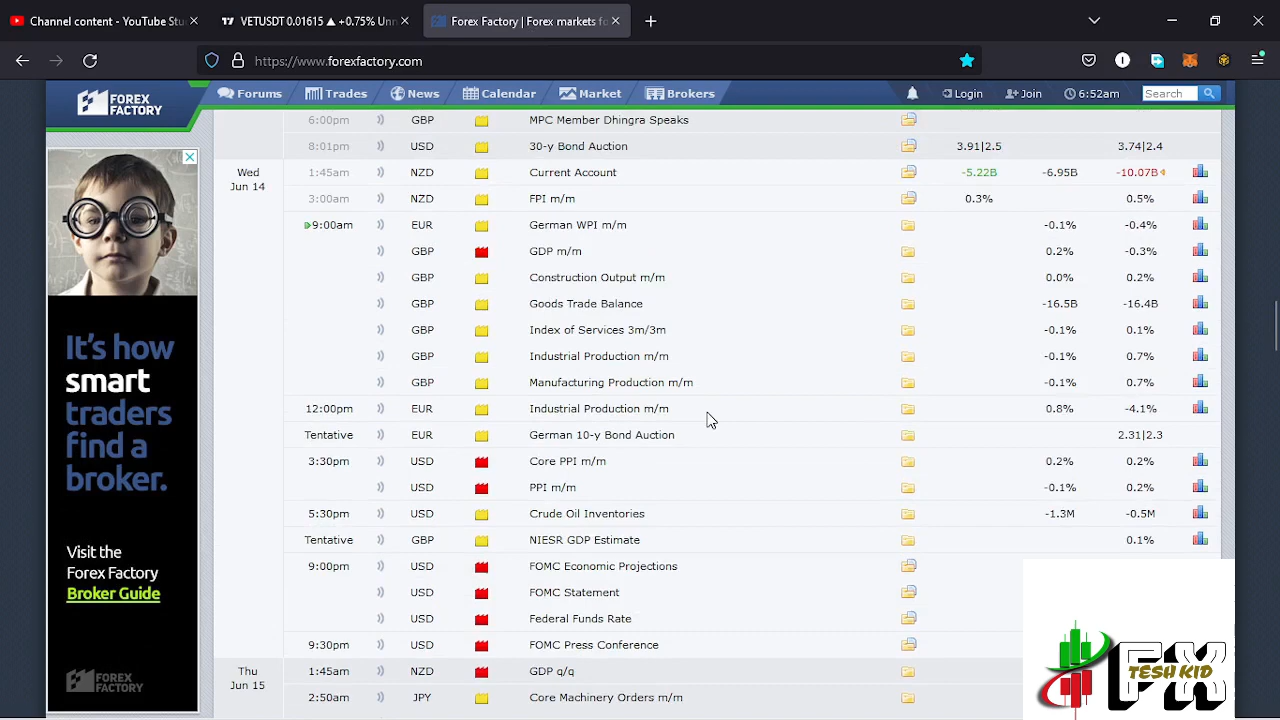 Channel content - YouTube Stu
VETUSDT 0.01615 ▲ +0.75% Unn
Forex Factory | Forex markets fo
https://www.forexfactory.com
FOREX FACTORY
Forums Trades News Calendar Market Brokers Login Join 6:52am Search
6:00pm GBP MPC Member Dhingra Speaks
8:01pm USD 30-y Bond Auction 3.91|2.5 3.74|2.4
Wed Jun 14 1:45am NZD Current Account -5.22B -6.95B -10.07B
3:00am NZD FPI m/m 0.3% 0.5%
9:00am EUR German WPI m/m -0.1% -0.4%
GBP GDP m/m 0.2% -0.3%
GBP Construction Output m/m 0.0% 0.2%
GBP Goods Trade Balance -16.5B -16.4B
GBP Index of Services 3m/3m -0.1% 0.1%
GBP Industrial Production m/m -0.1% 0.7%
GBP Manufacturing Production m/m -0.1% 0.7%
12:00pm EUR Industrial Production m/m 0.8% -4.1%
Tentative EUR German 10-y Bond Auction 2.31|2.3
3:30pm USD Core PPI m/m 0.2% 0.2%
USD PPI m/m -0.1% 0.2%
5:30pm USD Crude Oil Inventories -1.3M -0.5M
Tentative GBP NIESR GDP Estimate 0.1%
9:00pm USD FOMC Economic Projections
USD FOMC Statement
USD Federal Funds Rate
9:30pm USD FOMC Press Conference
Thu Jun 15 1:45am NZD GDP q/q
2:50am JPY Core Machinery Orders m/m
It's how
smart
traders
find a
broker.
Visit the
Forex Factory
Broker Guide
FOREX FACTORY
FX
TESH KID